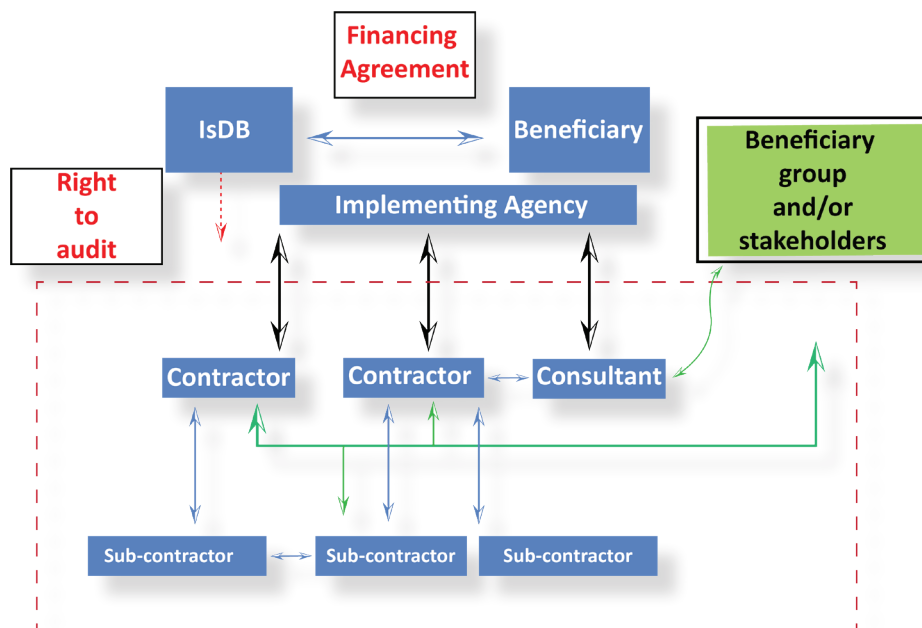 Financing
Agreement
IsDB
Beneficiary
Beneficiary
group
and/or
stakeholders
Right
to
audit
Implementing Agency
Contractor
Contractor
Consultant
Sub-contractor
Sub-contractor
Sub-contractor